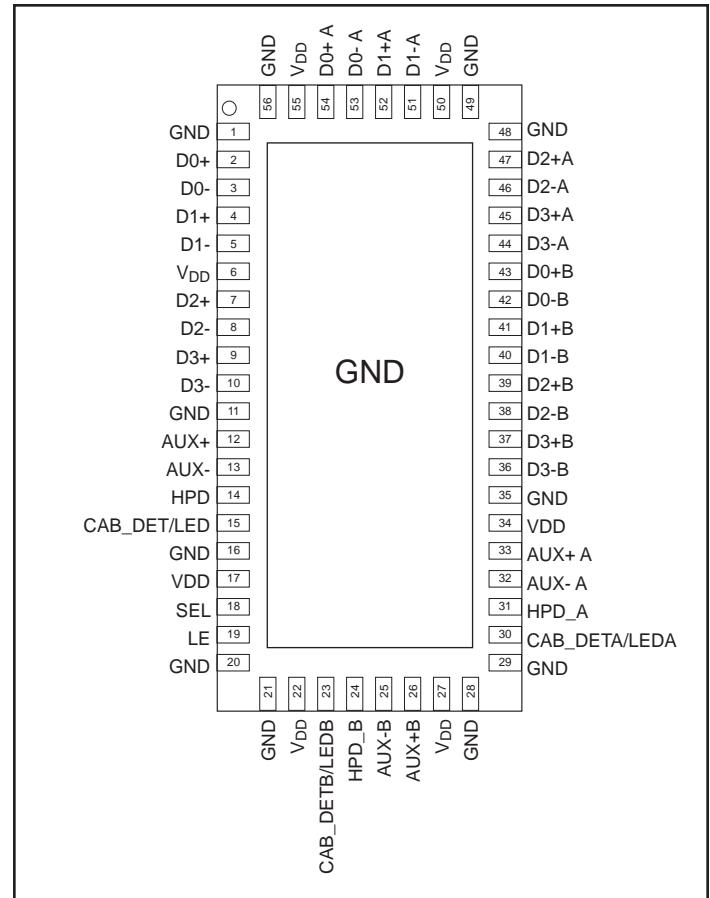 GND VDD D0+ A D0- A D1+A D1-A VDD GND
56 55 54 53 52 51 50 49
GND 1 48 GND
D0+ 2 47 D2+A
D0- 3 46 D2-A
D1+ 4 45 D3+A
D1- 5 44 D3-A
VDD 6 43 D0+B
D2+ 7 42 D0-B
D2- 8 41 D1+B
D3+ 9 40 D1-B
D3- 10 39 D2+B
GND 11 38 D2-B
AUX+ 12 37 D3+B
AUX- 13 36 D3-B
HPD 14 35 GND
CAB_DET/LED 15 34 VDD
GND 16 33 AUX+ A
VDD 17 32 AUX- A
SEL 18 31 HPD_A
LE 19 30 CAB_DETA/LEDA
GND 20 29 GND
GND
21 22 23 24 25 26 27 28
GND VDD CAB_DETB/LEDB HPD_B AUX-B AUX+B VDD GND